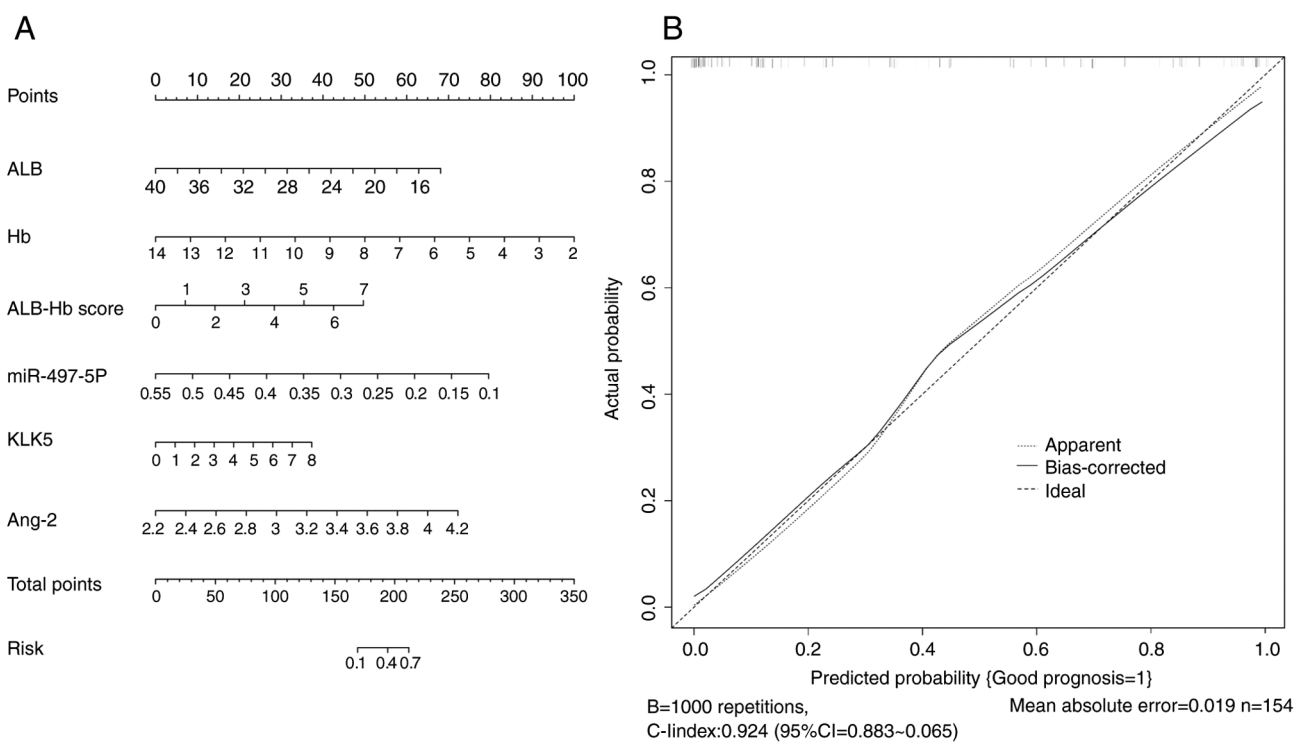 A
Points
0 10 20 30 40 50 60 70 80 90 100
ALB
40 36 32 28 24 20 16
Hb
14 13 12 11 10 9 8 7 6 5 4 3 2
ALB-Hb score
1 3 5 7
0 2 4 6
miR-497-5P
0.55 0.5 0.45 0.4 0.35 0.3 0.25 0.2 0.15 0.1
KLK5
0 1 2 3 4 5 6 7 8
Ang-2
2.2 2.4 2.6 2.8 3 3.2 3.4 3.6 3.8 4 4.2
Total points
0 50 100 150 200 250 300 350
Risk
0.1 0.4 0.7
B
Actual probability
1.0
0.8
0.6
0.4
0.2
0.0
Apparent
Bias-corrected
Ideal
0.0 0.2 0.4 0.6 0.8 1.0
Predicted probability {Good prognosis=1}
B=1000 repetitions,
C-Iindex:0.924 (95%CI=0.883~0.065)
Mean absolute error=0.019 n=154